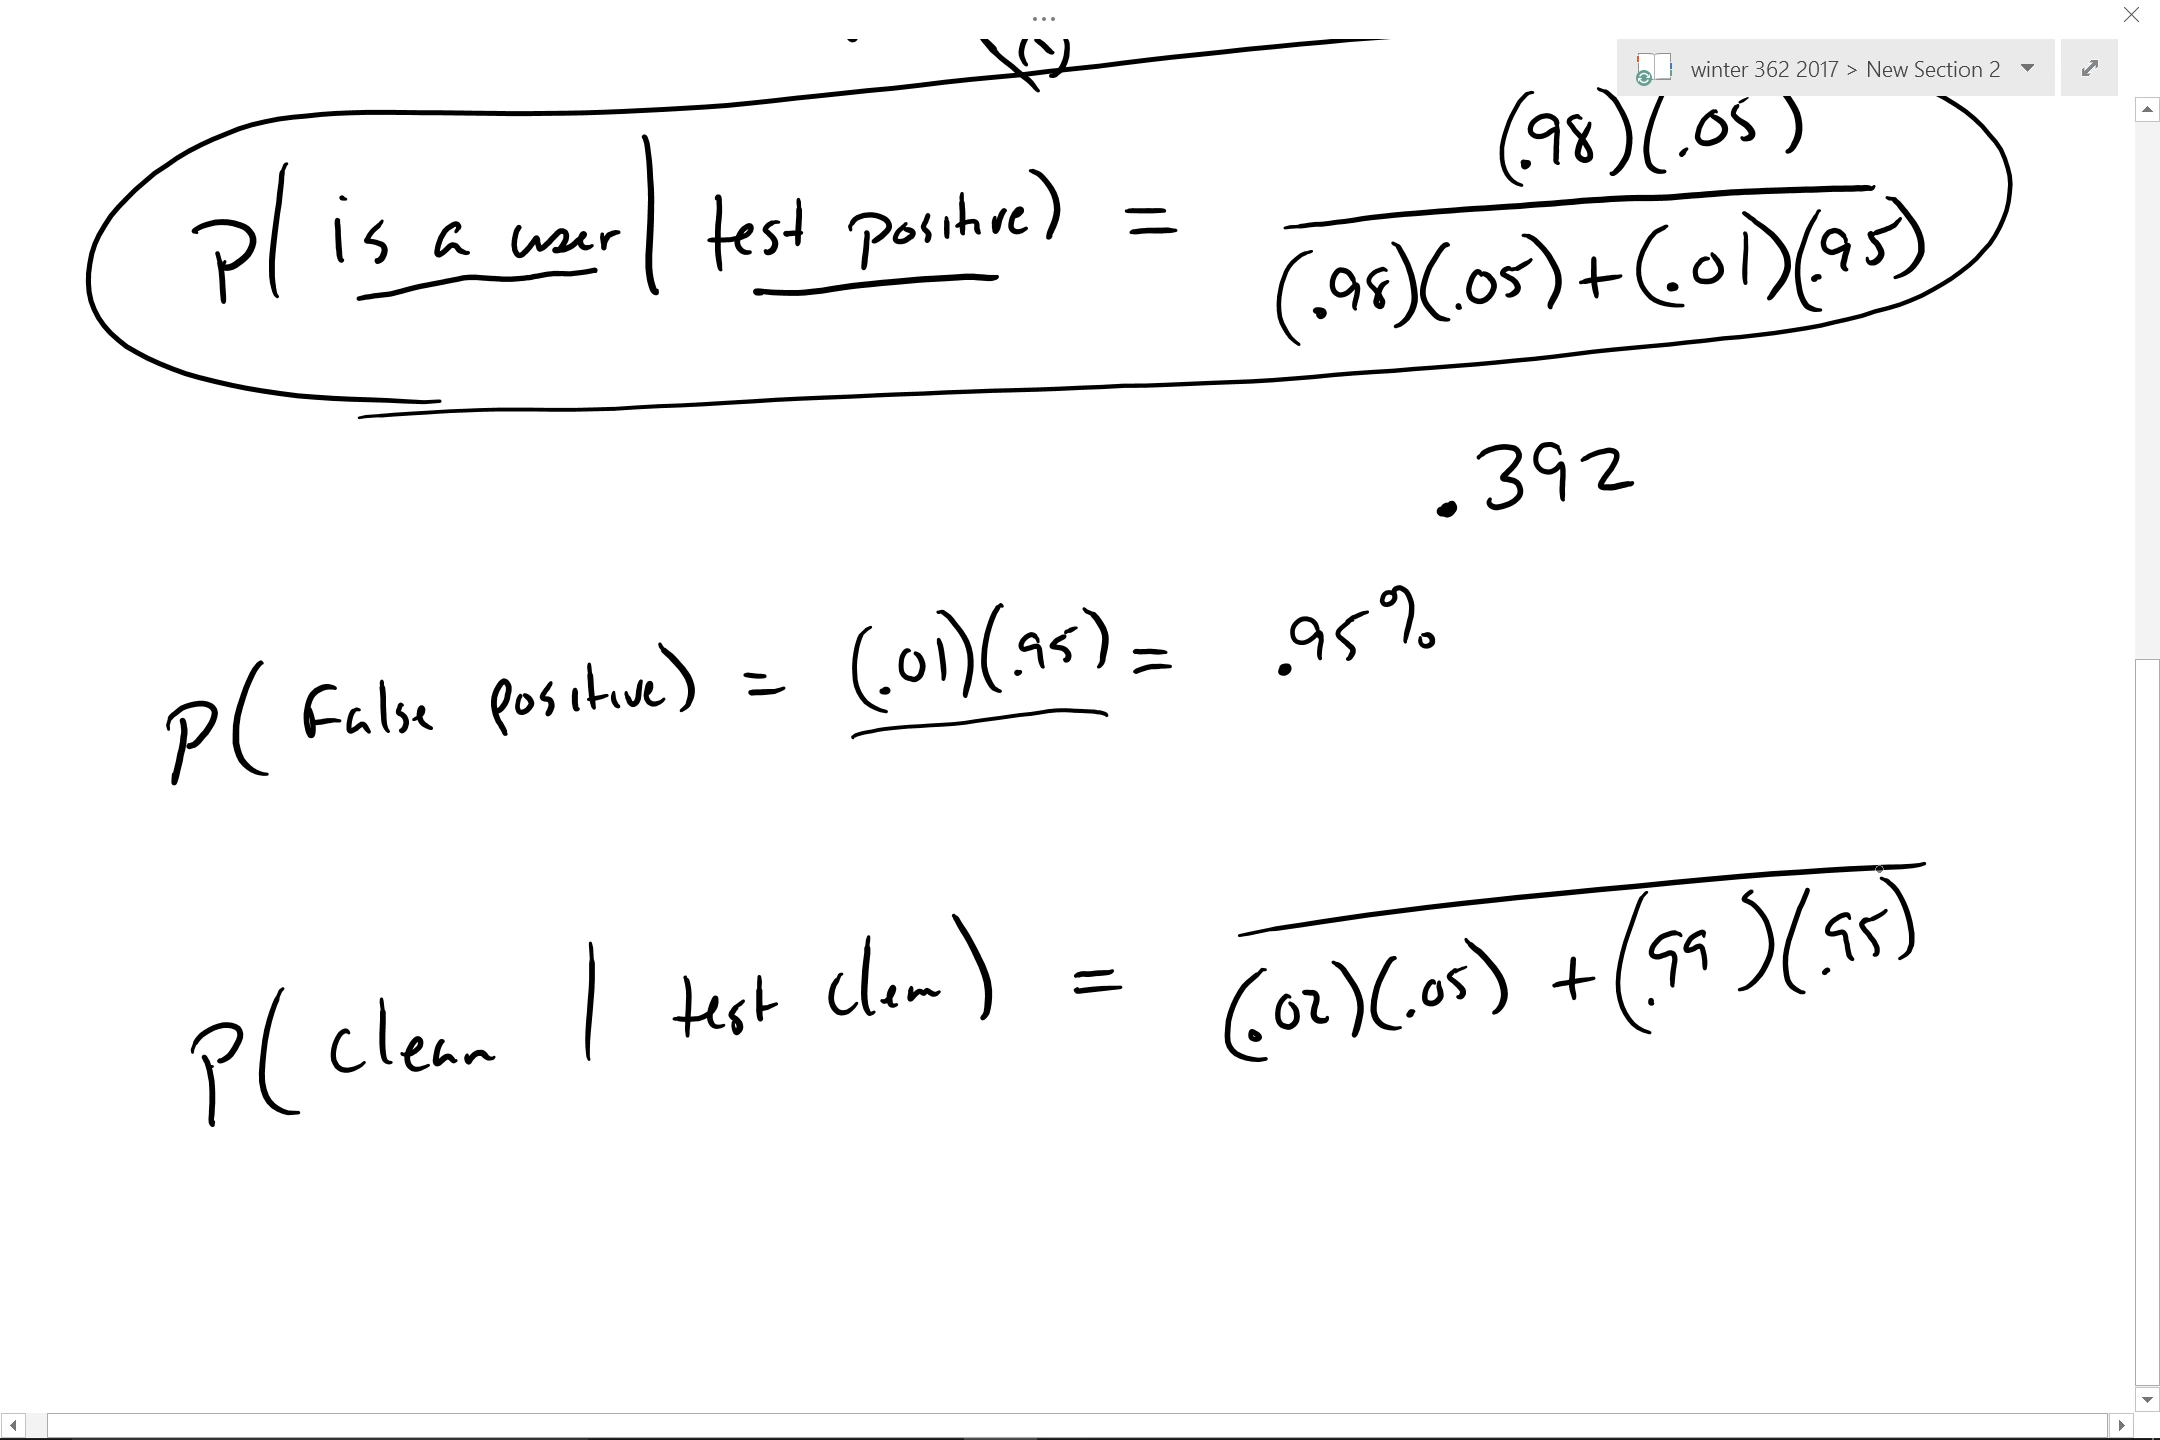 winter 362 2017 > New Section 2
(.98)(.05)
P( is a user | test positive) =
(.98)(.05) + (.01)(.95)
.392
P( False positive) = (.01)(.95) = .95%
P( clean | test clean) =
(.02)(.05) + (.99)(.95)